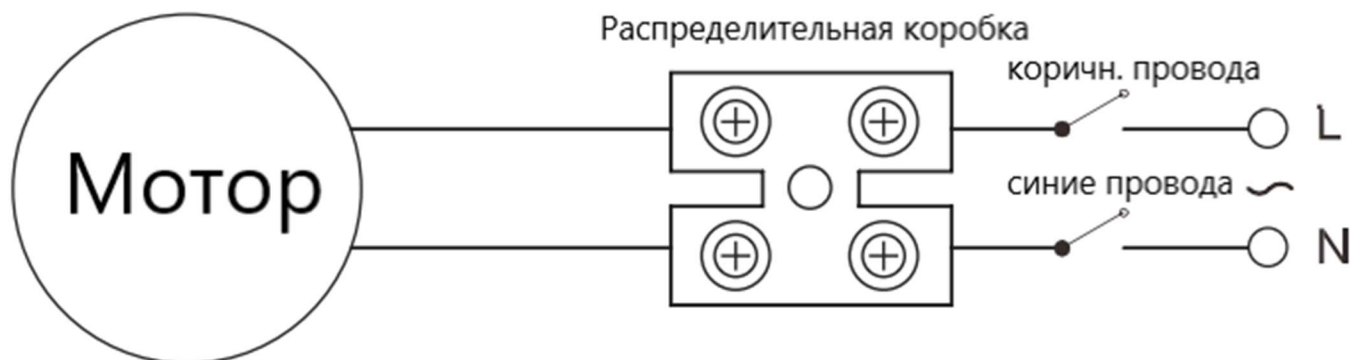 Распределительная коробка
коричн. провода
L
Мотор
синие провода ~
N